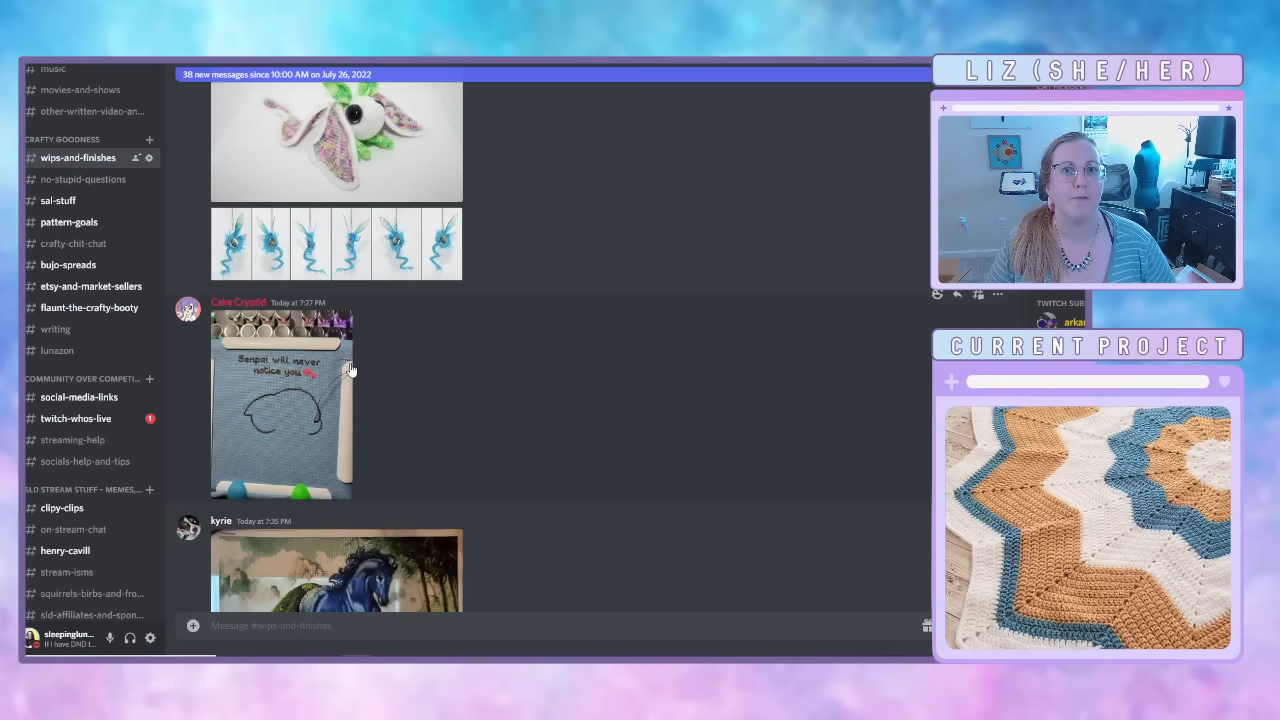 music
movies-and-shows
other-written-video-an...
CRAFTY GOODNESS
wips-and-finishes
no-stupid-questions
sal-stuff
pattern-goals
crafty-chit-chat
bujo-spreads
etsy-and-market-sellers
flaunt-the-crafty-booty
writing
lunazon
COMMUNITY OVER COMPETI...
social-media-links
twitch-whos-live 1
streaming-help
socials-help-and-tips
SLD STREAM STUFF - MEMES,...
clipy-clips
on-stream-chat
henry-cavill
stream-isms
squirrels-birbs-and-fro...
sld-affiliates-and-spon...
sleepinglun...
If I have DND t...
38 new messages since 10:00 AM on July 26, 2022
Cake Cryptid Today at 7:27 PM
Senpai will never
notice you
kyrie Today at 7:35 PM
Message #wips-and-finishes
LIZ (SHE/HER)
TWITCH SUB
arkar
CURRENT PROJECT